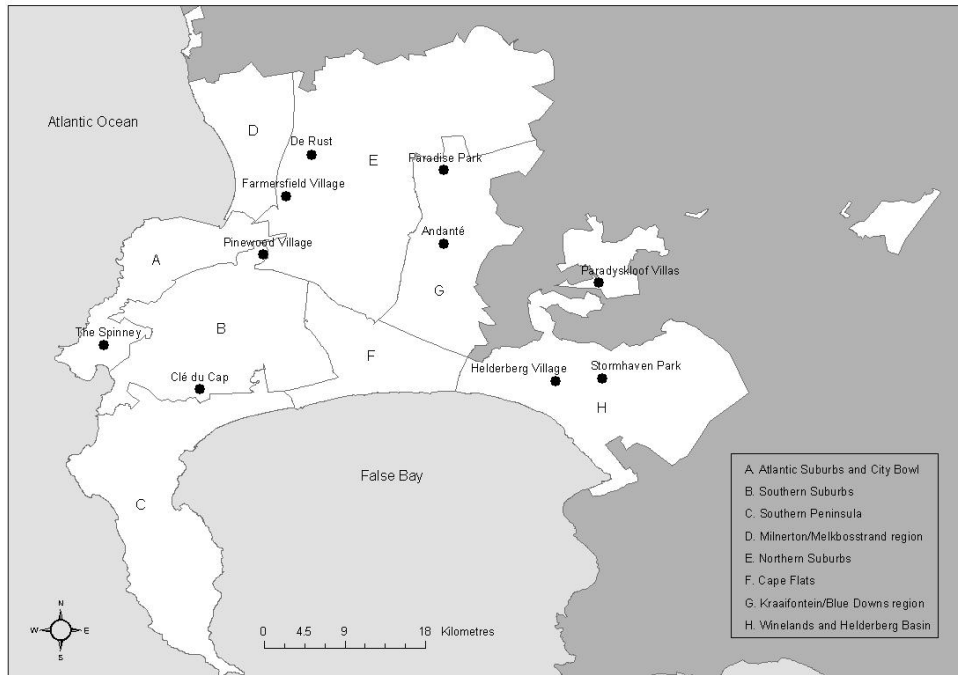 Atlantic Ocean
D
De Rust
E
Paradise Park
Farmersfield Village
Andanté
Pinewood Village
A
Paradyskloof Villas
G
The Spinney
B
F
Helderberg Village
Stormhaven Park
Clé du Cap
H
False Bay
C
A. Atlantic Suburbs and City Bowl
B. Southern Suburbs
C. Southern Peninsula
D. Milnerton/Melkbosstrand region
E. Northern Suburbs
F. Cape Flats
G. Kraaifontein/Blue Downs region
H. Winelands and Helderberg Basin
N
W E
S
0 4.5 9 18 Kilometres